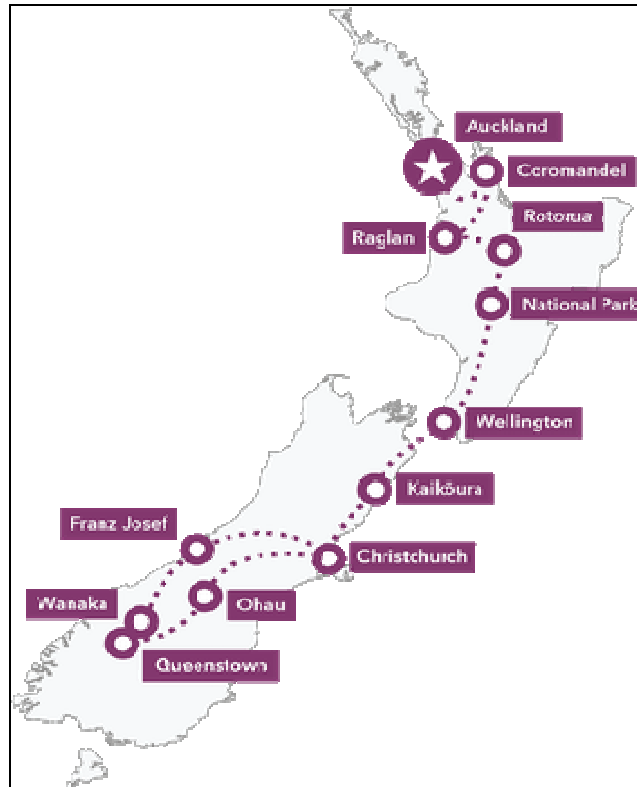 Auckland
Coromandel
Rotorua
Raglan
National Park
Wellington
Kaikōura
Franz Josef
Christchurch
Wanaka
Ohau
Queenstown